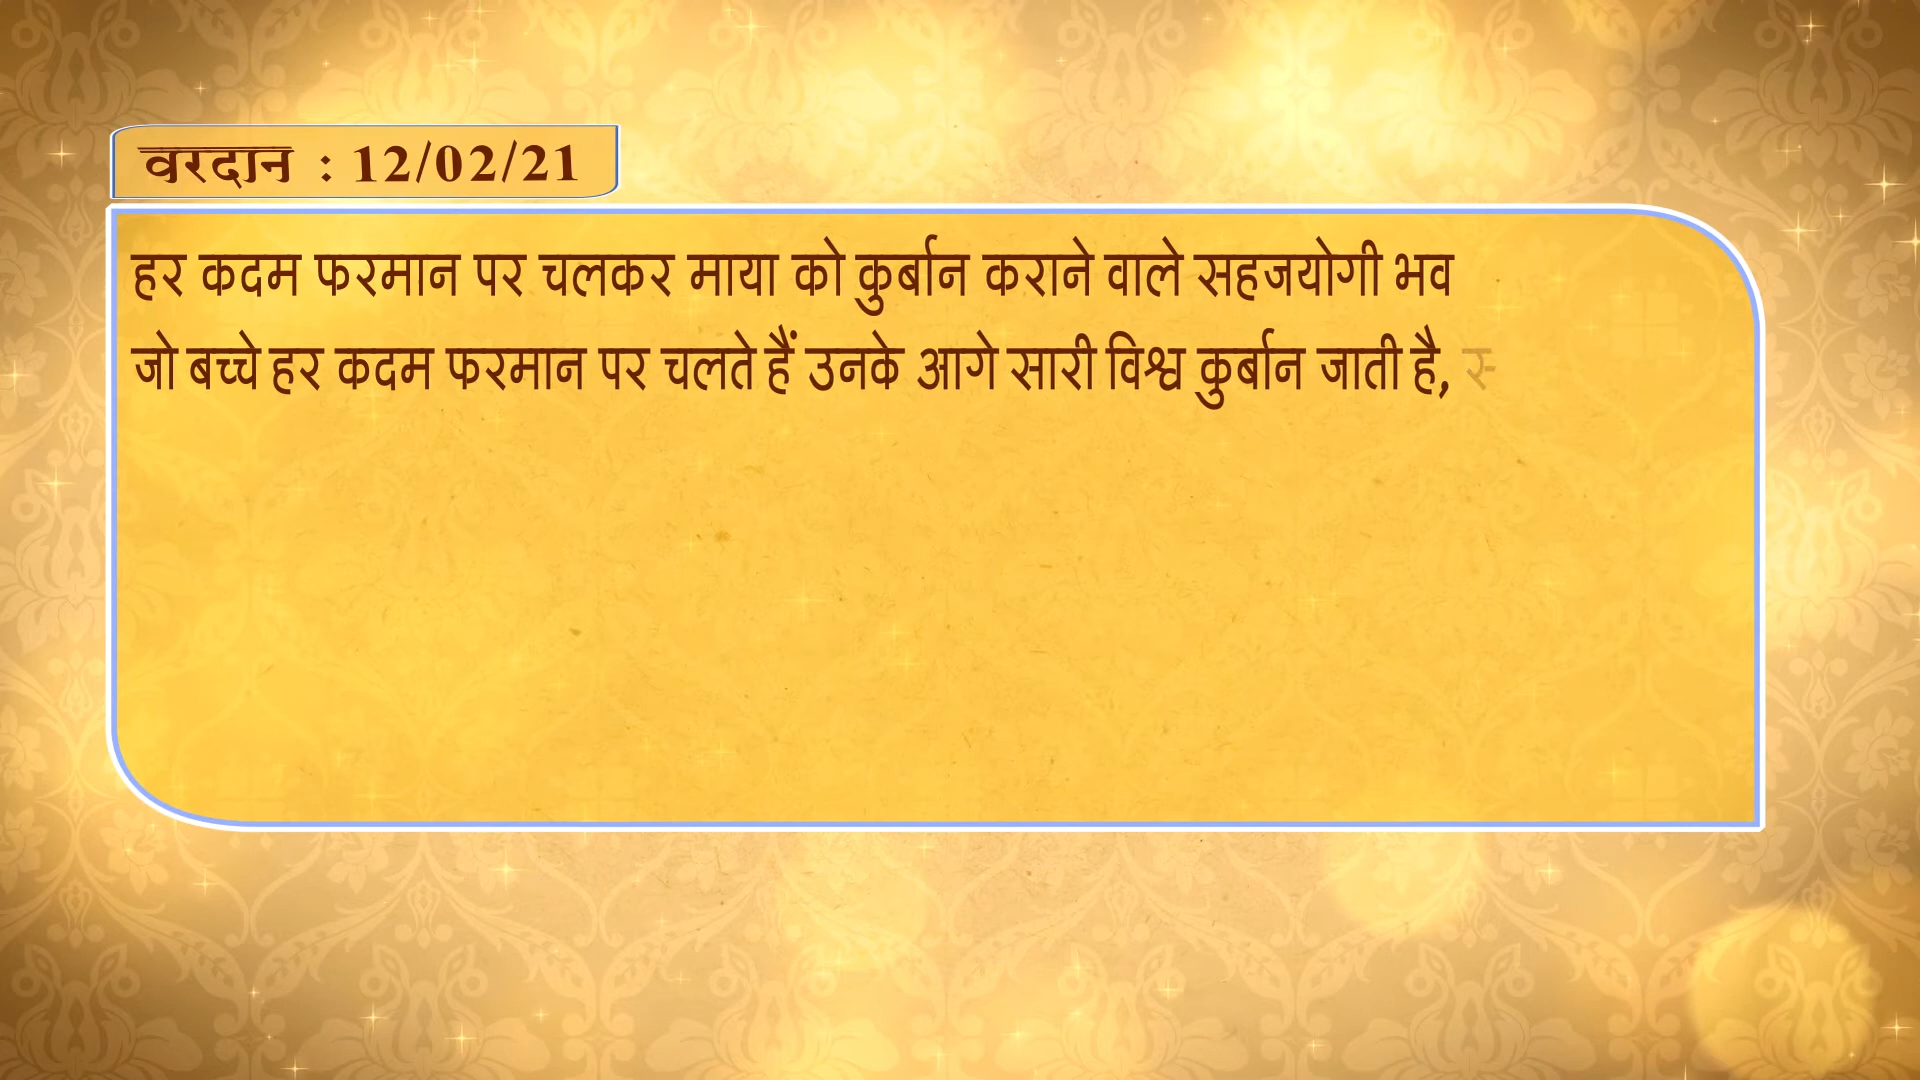 वरदान : 12/02/21
हर कदम फरमान पर चलकर माया को कुर्बान कराने वाले सहजयोगी भव
जो बच्चे हर कदम फरमान पर चलते हैं उनके आगे सारी विश्व कुर्बान जाती है,